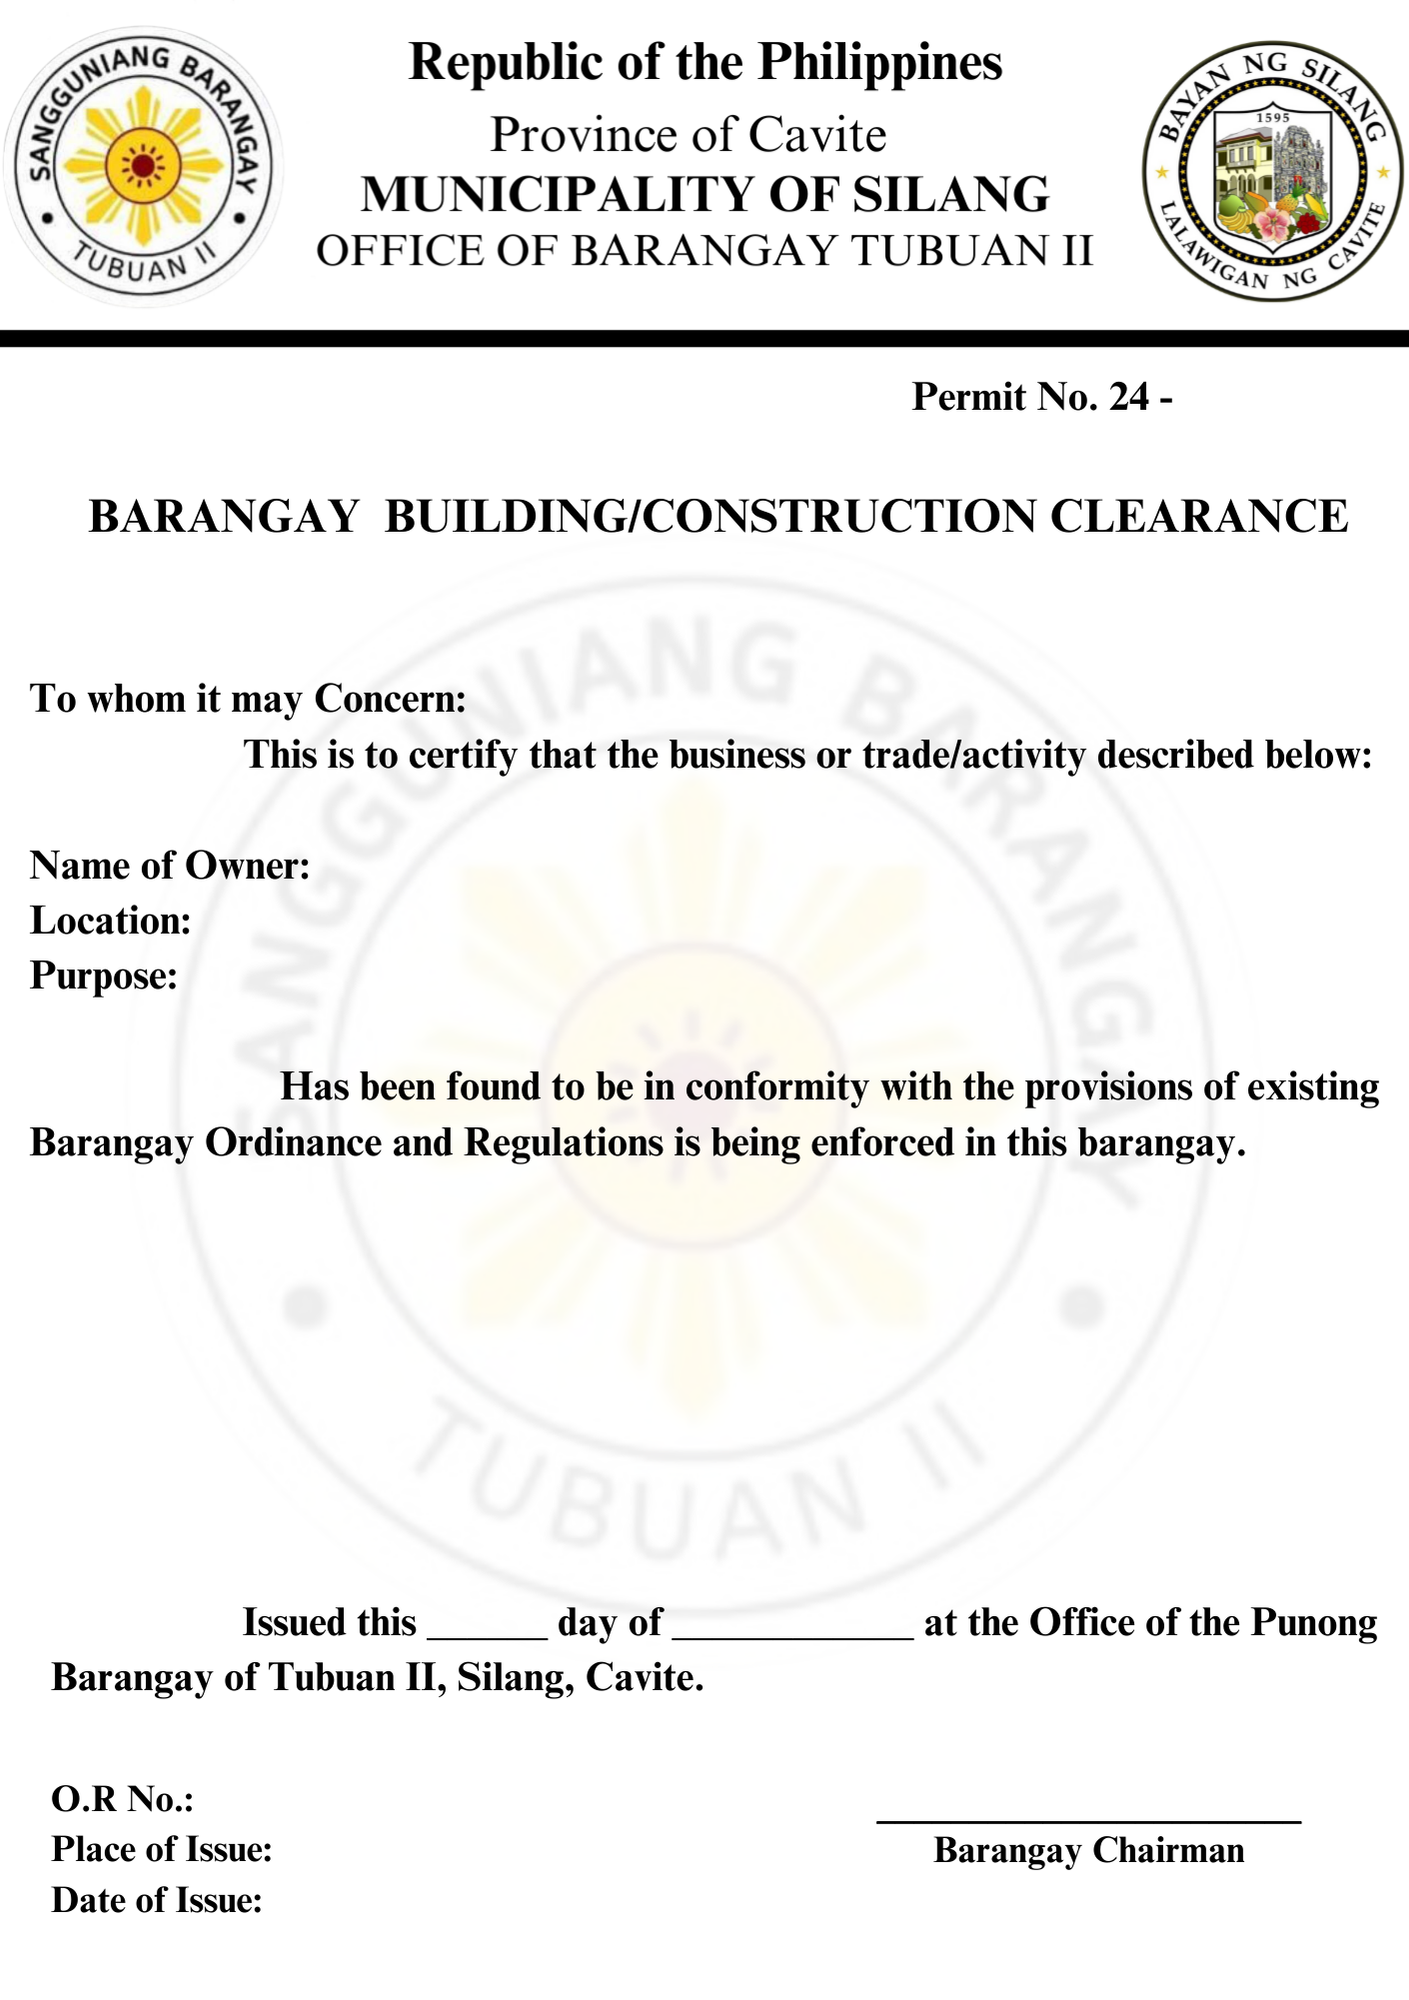 SANGGUNIANG BARANGAY
TUBUAN II
Republic of the Philippines
Province of Cavite
MUNICIPALITY OF SILANG
OFFICE OF BARANGAY TUBUAN II
BAYAN NG SILANG
1595
LALAWIGAN NG CAVITE
Permit No. 24 -
BARANGAY BUILDING/CONSTRUCTION CLEARANCE
To whom it may Concern:
This is to certify that the business or trade/activity described below:
Name of Owner:
Location:
Purpose:
Has been found to be in conformity with the provisions of existing
Barangay Ordinance and Regulations is being enforced in this barangay.
SANGGUNIANG BARANGAY
TUBUAN II
Issued this ______ day of ____________ at the Office of the Punong
Barangay of Tubuan II, Silang, Cavite.
O.R No.:
Place of Issue:
Date of Issue:
Barangay Chairman